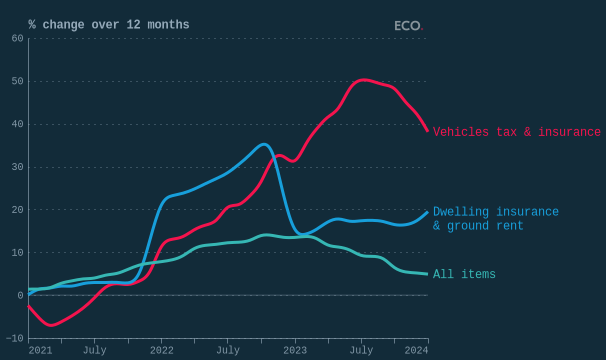 % change over 12 months
ECO.
60
50
40
30
20
10
0
−10
2021 July 2022 July 2023 July 2024
Vehicles tax & insurance
Dwelling insurance
& ground rent
All items